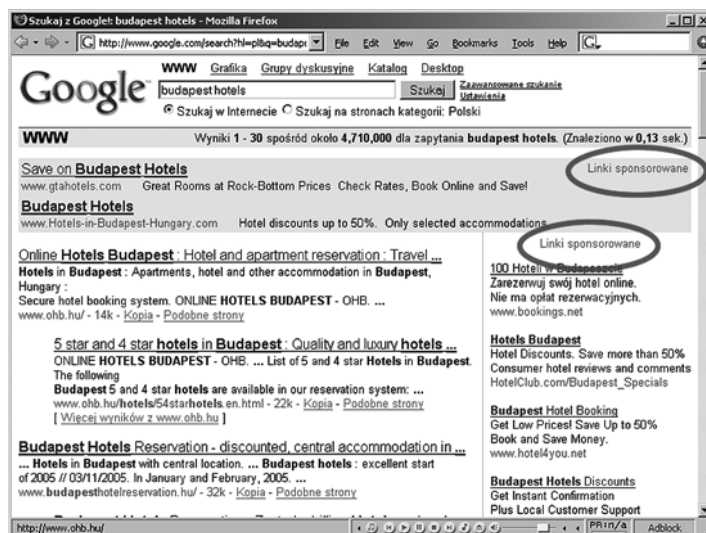 Szukaj z Google!: budapest hotels - Mozilla Firefox
http://www.google.com/search?hl=pl&q=budape
File Edit View Go Bookmarks Tools Help
WWW Grafika Grupy dyskusyjne Katalog Desktop
Google
budapest hotels Szukaj Zaawansowane szukanie
Ustawienia
Szukaj w Internecie Szukaj na stronach kategorii: Polski
WWW Wyniki 1 - 30 spośród około 4,710,000 dla zapytania budapest hotels. (Znaleziono w 0,13 sek.)
Save on Budapest Hotels Linki sponsorowane
www.gtahotels.com Great Rooms at Rock-Bottom Prices Check Rates, Book Online and Save!
Budapest Hotels
www.Hotels-in-Budapest-Hungary.com Hotel discounts up to 50%. Only selected accommodations
Online Hotels Budapest : Hotel and apartment reservation : Travel ...
Hotels in Budapest : Apartments, hotel and other accommodation in Budapest,
Hungary :
Secure hotel booking system. ONLINE HOTELS BUDAPEST - OHB. ...
www.ohb.hu/ - 14k - Kopia - Podobne strony
5 star and 4 star hotels in Budapest : Quality and luxury hotels ...
ONLINE HOTELS BUDAPEST - OHB. ... List of 5 and 4 star Hotels in Budapest.
The following
Budapest 5 and 4 star hotels are available in our reservation system: ...
www.ohb.hu/hotels/54starhotels.en.html - 22k - Kopia - Podobne strony
[ Więcej wyników z www.ohb.hu ]
Budapest Hotels Reservation - discounted, central accommodation in ...
... Hotels in Budapest with central location. ... Budapest hotels : excellent start
of 2005 // 03/11/2005. In January and February, 2005. ...
www.budapesthotelreservation.hu/ - 32k - Kopia - Podobne strony
Linki sponsorowane
100 Hoteli w Budapeszcie
Zarezerwuj swój hotel online.
Nie ma opłat rezerwacyjnych.
www.bookings.net
Hotels Budapest
Hotel Discounts. Save more than 50%
Consumer hotel reviews and comments
HotelClub.com/Budapest_Specials
Budapest Hotel Booking
Get Low Prices! Save Up to 50%
Book and Save Money.
www.hotel4you.net
Budapest Hotels Discounts
Get Instant Confirmation
Plus Local Customer Support
http://www.ohb.hu/ PR:n/a Adblock